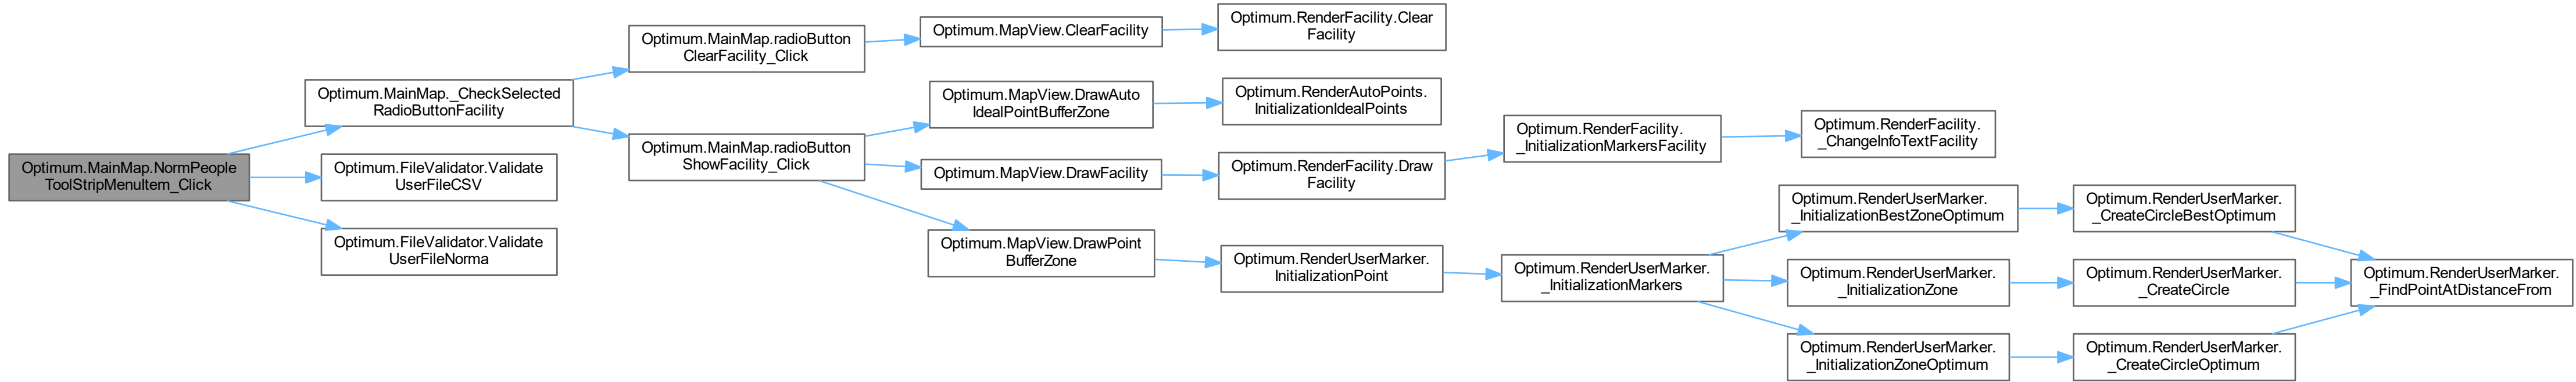 Optimum.MainMap.NormPeople
ToolStripMenuItem_Click
Optimum.MainMap._CheckSelected
RadioButtonFacility
Optimum.MainMap.radioButton
ClearFacility_Click
Optimum.MapView.ClearFacility
Optimum.RenderFacility.Clear
Facility
Optimum.MainMap.radioButton
ShowFacility_Click
Optimum.MapView.DrawAuto
IdealPointBufferZone
Optimum.RenderAutoPoints.
InitializationIdealPoints
Optimum.MapView.DrawFacility
Optimum.RenderFacility.Draw
Facility
Optimum.RenderFacility.
_InitializationMarkersFacility
Optimum.RenderFacility.
_ChangeInfoTextFacility
Optimum.MapView.DrawPoint
BufferZone
Optimum.RenderUserMarker.
InitializationPoint
Optimum.RenderUserMarker.
_InitializationMarkers
Optimum.RenderUserMarker.
_InitializationBestZoneOptimum
Optimum.RenderUserMarker.
_CreateCircleBestOptimum
Optimum.RenderUserMarker.
_FindPointAtDistanceFrom
Optimum.RenderUserMarker.
_InitializationZone
Optimum.RenderUserMarker.
_CreateCircle
Optimum.RenderUserMarker.
_InitializationZoneOptimum
Optimum.RenderUserMarker.
_CreateCircleOptimum
Optimum.FileValidator.Validate
UserFileCSV
Optimum.FileValidator.Validate
UserFileNorma